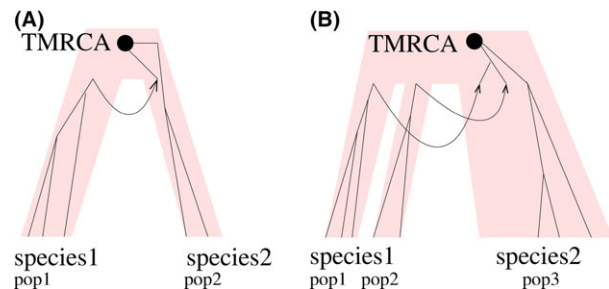 (A)
TMRCA
species1
pop1
species2
pop2
(B)
TMRCA
species1
pop1 pop2
species2
pop3